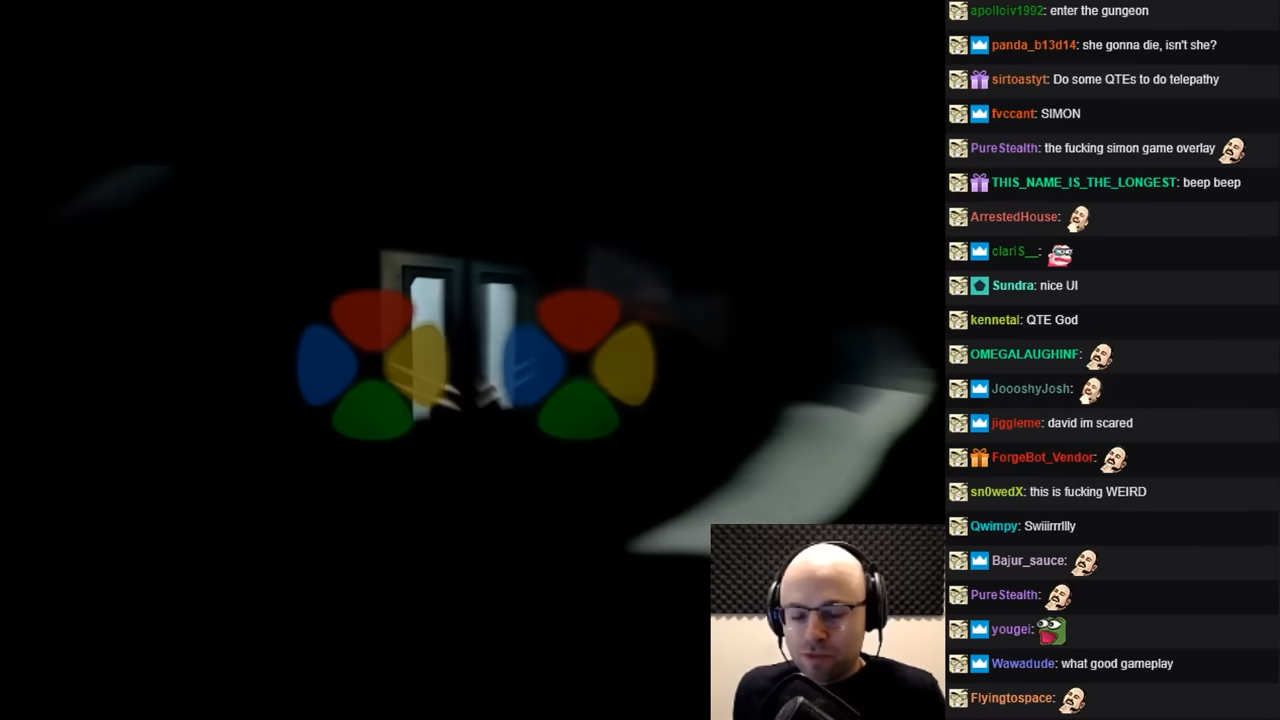 apolloiv1992: enter the gungeon
panda_b13d14: she gonna die, isn't she?
sirtoastyt: Do some QTEs to do telepathy
fvccant: SIMON
PureStealth: the fucking simon game overlay
THIS_NAME_IS_THE_LONGEST: beep beep
ArrestedHouse:
clariS__:
Sundra: nice UI
kennetai: QTE God
OMEGALAUGHINF:
JoooshyJosh:
jiggleme: david im scared
ForgeBot_Vendor:
sn0wedX: this is fucking WEIRD
Qwimpy: Swiiirrrllly
Bajur_sauce:
PureStealth:
yougei:
Wawadude: what good gameplay
Flyingtospace: